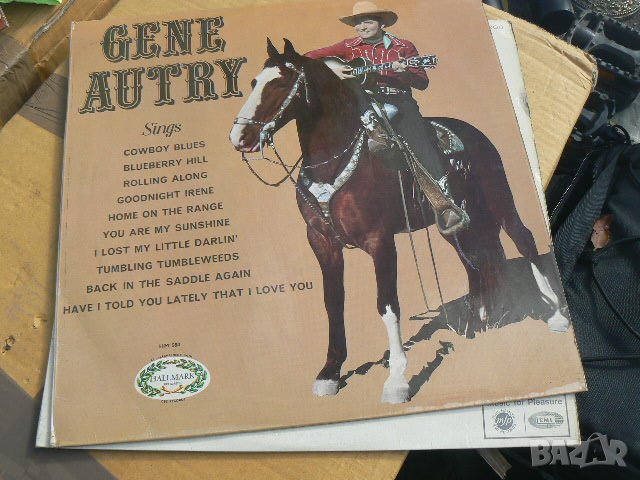 GENE
AUTRY
Sings
COWBOY BLUES
BLUEBERRY HILL
ROLLING ALONG
GOODNIGHT IRENE
HOME ON THE RANGE
YOU ARE MY SUNSHINE
I LOST MY LITTLE DARLIN'
TUMBLING TUMBLEWEEDS
BACK IN THE SADDLE AGAIN
HAVE I TOLD YOU LATELY THAT I LOVE YOU
HALLMARK
Music for Pleasure
mfp
EMI
BAZAR